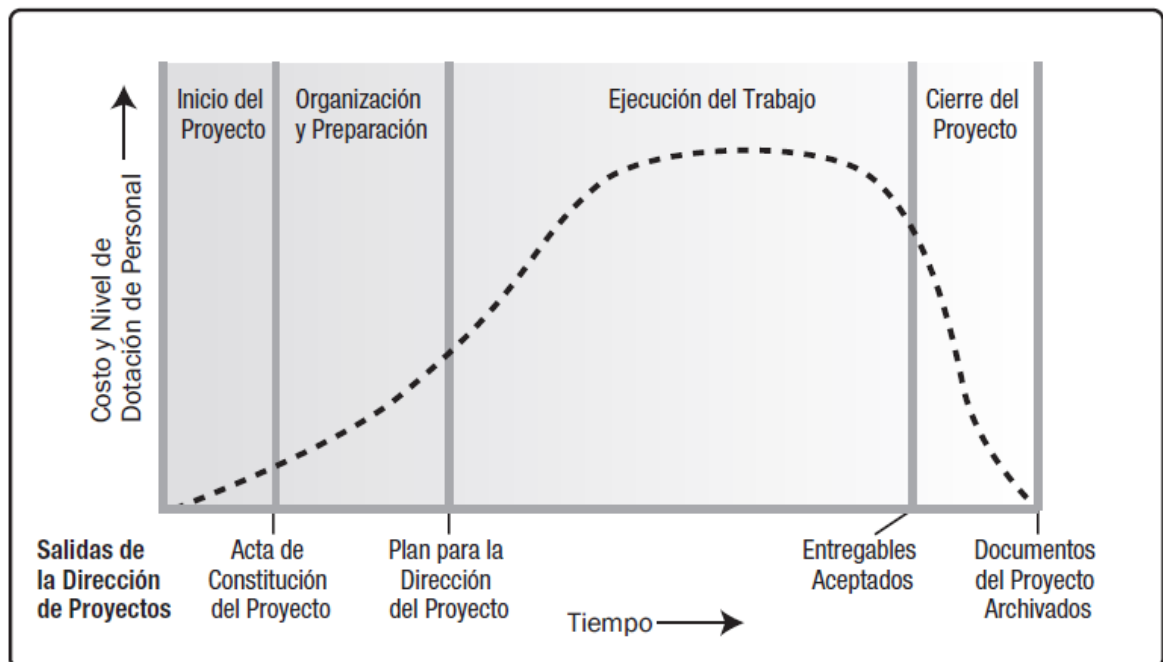 Inicio del
Proyecto
Organización
y Preparación
Ejecución del Trabajo
Cierre del
Proyecto
Costo y Nivel de
Dotación de Personal
Salidas de
la Dirección
de Proyectos
Acta de
Constitución
del Proyecto
Plan para la
Dirección
del Proyecto
Entregables
Aceptados
Documentos
del Proyecto
Archivados
Tiempo